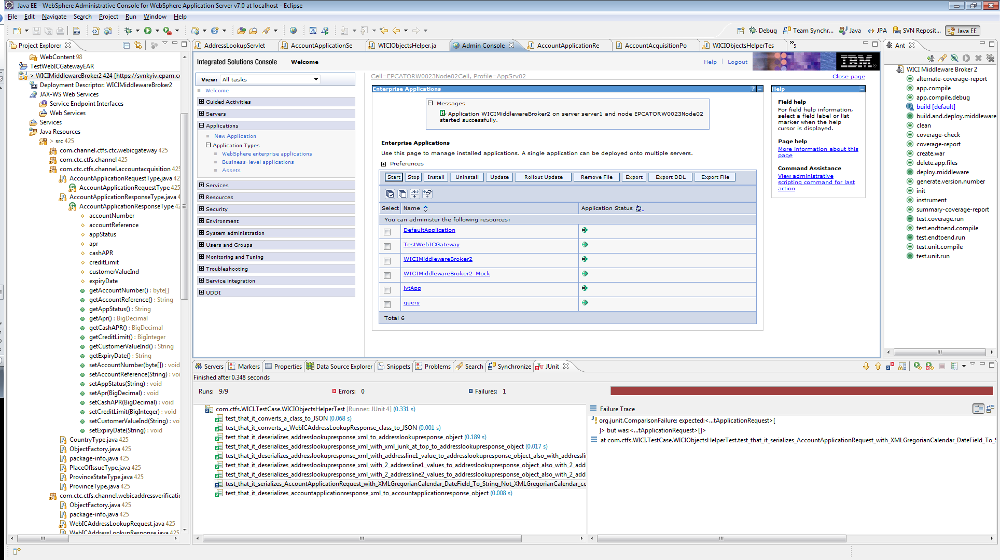 Java EE - WebSphere Administrative Console for WebSphere Application Server v7.0 at localhost - Eclipse
File Edit Navigate Search Project Run Window Help
Debug Team Synchr... Java JPA SVN Reposit... Java EE
Project Explorer
WebContent 98
TestWebICGatewayEAR
> WICIMiddlewareBroker2 424 [https://svnkyiv.epam.c
Deployment Descriptor: WICIMiddlewareBroker2
JAX-WS Web Services
Service Endpoint Interfaces
Web Services
Services
Java Resources
> src 425
com.channel.ctfs.ctc.webicgateway 425
com.ctc.ctfs.channel 425
com.ctc.ctfs.channel.accountacquisition 425
AccountApplicationRequestType.java 4
AccountApplicationRequestType 425
AccountApplicationResponseType.java 4
AccountApplicationResponseType 42
accountNumber
accountReference
appStatus
apr
cashAPR
creditLimit
customerValueInd
expiryDate
getAccountNumber() : byte[]
getAccountReference() : String
getAppStatus() : String
getApr() : BigDecimal
getCashAPR() : BigDecimal
getCreditLimit() : BigInteger
getCustomerValueInd() : String
getExpiryDate() : String
setAccountNumber(byte[]) : void
setAccountReference(String) : voi
setAppStatus(String) : void
setApr(BigDecimal) : void
setCashAPR(BigDecimal) : void
setCreditLimit(BigInteger) : void
setCustomerValueInd(String) : vo
setExpiryDate(String) : void
CountryType.java 425
ObjectFactory.java 425
package-info.java 425
PlaceOfIssueType.java 425
ProvinceStateType.java 425
ProvinceType.java 425
com.ctc.ctfs.channel.webicaddressverificatic
ObjectFactory.java 425
package-info.java 425
WebICAddressLookupRequest.java 425
WebICAddressLookupResponse.java 425
AddressLookupServlet AccountApplicationSe WICIObjectsHelper.ja Admin Console AccountApplicationRe AccountAcquisitionPo WICIObjectsHelperTes »5
Integrated Solutions Console Welcome Help | Logout IBM
View: All tasks
Welcome
Guided Activities
Servers
Applications
New Application
Application Types
WebSphere enterprise applications
Business-level applications
Assets
Services
Resources
Security
Environment
System administration
Users and Groups
Monitoring and Tuning
Troubleshooting
Service integration
UDDI
Cell=EPCATORW0023Node02Cell, Profile=AppSrv02 Close page
Enterprise Applications ? -
Messages
Application WICIMiddlewareBroker2 on server server1 and node EPCATORW0023Node02
started successfully.
Enterprise Applications
Use this page to manage installed applications. A single application can be deployed onto multiple servers.
Preferences
Start Stop Install Uninstall Update Rollout Update Remove File Export Export DDL Export File
Select Name Application Status
You can administer the following resources:
DefaultApplication
TestWebICGateway
WICIMiddlewareBroker2
WICIMiddlewareBroker2_Mock
ivtApp
query
Total 6
Help
Field help
For field help information,
select a field label or list
marker when the help
cursor is displayed.
Page help
More information about this
page
Command Assistance
View administrative
scripting command for last
action
Ant
WICI Middleware Broker 2
alternate-coverage-report
app.compile
app.compile.debug
build [default]
build.and.deploy.middleware
clean
coverage-check
coverage-report
create.war
delete.app.files
deploy.middleware
generate.version.number
init
instrument
summary-coverage-report
test.coverage.run
test.endtoend.compile
test.endtoend.run
test.unit.compile
test.unit.run
Servers Markers Properties Data Source Explorer Snippets Problems Search Synchronize JUnit
Finished after 0.348 seconds
Runs: 9/9 Errors: 0 Failures: 1
com.ctfs.WICI.TestCase.WICIObjectsHelperTest [Runner: JUnit 4] (0.331 s)
test_that_it_converts_a_class_to_JSON (0.068 s)
test_that_it_converts_a_WebICAddressLookupResponse_class_to_JSON (0.001 s)
test_that_it_deserializes_addresslookupresponse_xml_to_addresslookupresponse_object (0.189 s)
test_that_it_deserializes_addresslookupresponse_xml_with_xml_junk_at_top_to_addresslookupresponse_object (0.017 s)
test_that_it_deserializes_addresslookupresponse_xml_with_addressline1_value_to_addresslookupresponse_object_also_with_addressli
test_that_it_deserializes_addresslookupresponse_xml_with_2_addressline1_values_to_addresslookupresponse_object_also_with_2_add
test_that_it_deserializes_addresslookupresponse_xml_with_2_addressline2_values_to_addresslookupresponse_object_also_with_2_add
test_that_it_serializes_AccountApplicationRequest_with_XMLGregorianCalendar_DateField_To_String_Not_XMLGregorianCalendar_co
test_that_it_deserializes_accountapplicationresponse_xml_to_accountapplicationresponse_object (0.008 s)
Failure Trace
org.junit.ComparisonFailure: expected:<...tApplicationRequest>[
]> but was:<...tApplicationRequest>[]>
at com.ctfs.WICI.TestCase.WICIObjectsHelperTest.test_that_it_serializes_AccountApplicationRequest_with_XMLGregorianCalendar_DateField_To_S